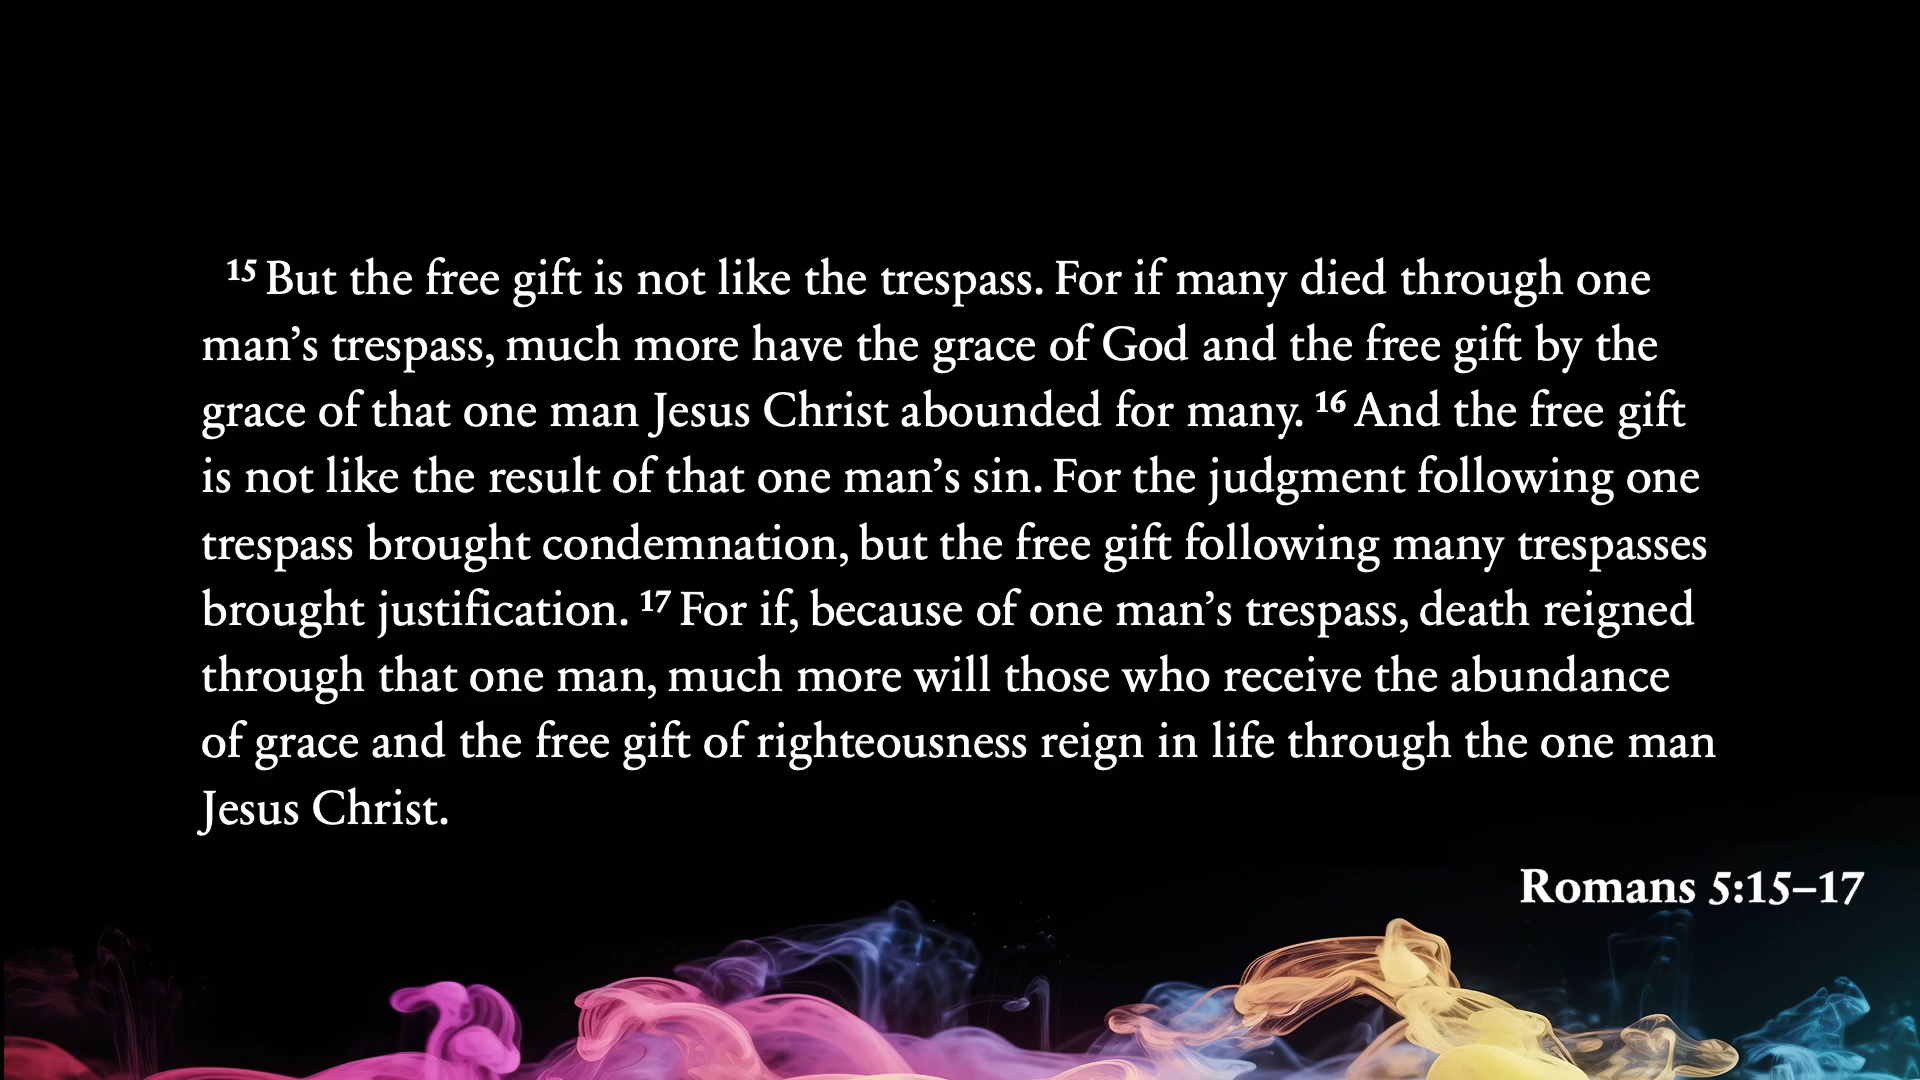 15 But the free gift is not like the trespass. For if many died through one
man’s trespass, much more have the grace of God and the free gift by the
grace of that one man Jesus Christ abounded for many. 16 And the free gift
is not like the result of that one man’s sin. For the judgment following one
trespass brought condemnation, but the free gift following many trespasses
brought justification. 17 For if, because of one man’s trespass, death reigned
through that one man, much more will those who receive the abundance
of grace and the free gift of righteousness reign in life through the one man
Jesus Christ.
Romans 5:15–17